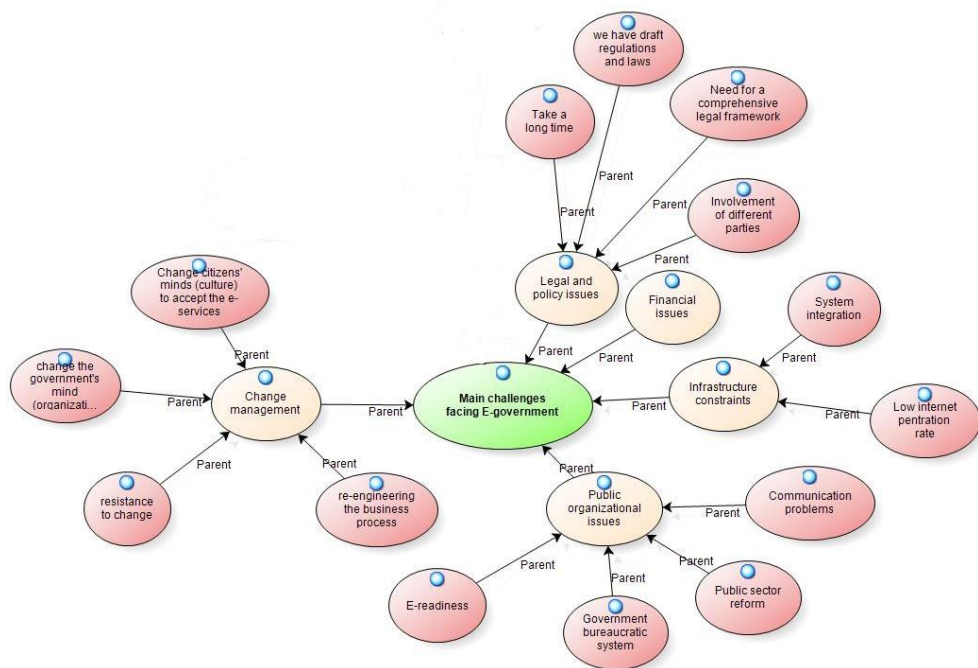 we have draft
regulations
and laws
Need for a
comprehensive
legal framework
Take a
long time
Parent
Parent
Parent
Parent
Involvement
of different
parties
Legal and
policy issues
Financial
issues
System
integration
Change citizens'
minds (culture)
to accept the e-
services
Parent
Parent
Parent
Parent
change the
government's
mind
(organizati...
Parent
Change
management
Parent
Main challenges
facing E-government
Parent
Infrastructure
constraints
Parent
Low internet
pentration
rate
Parent
Parent
resistance
to change
re-engineering
the business
process
Parent
Public
organizational
issues
Parent
Communication
problems
E-readiness
Parent
Parent
Parent
Government
bureaucratic
system
Public sector
reform